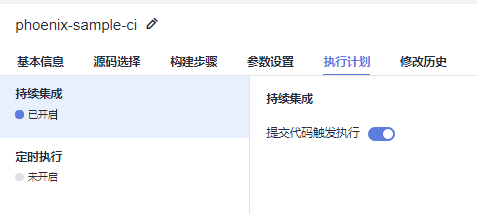 phoenix-sample-ci
基本信息 源码选择 构建步骤 参数设置 执行计划 修改历史
持续集成
已开启
定时执行
未开启
持续集成
提交代码触发执行